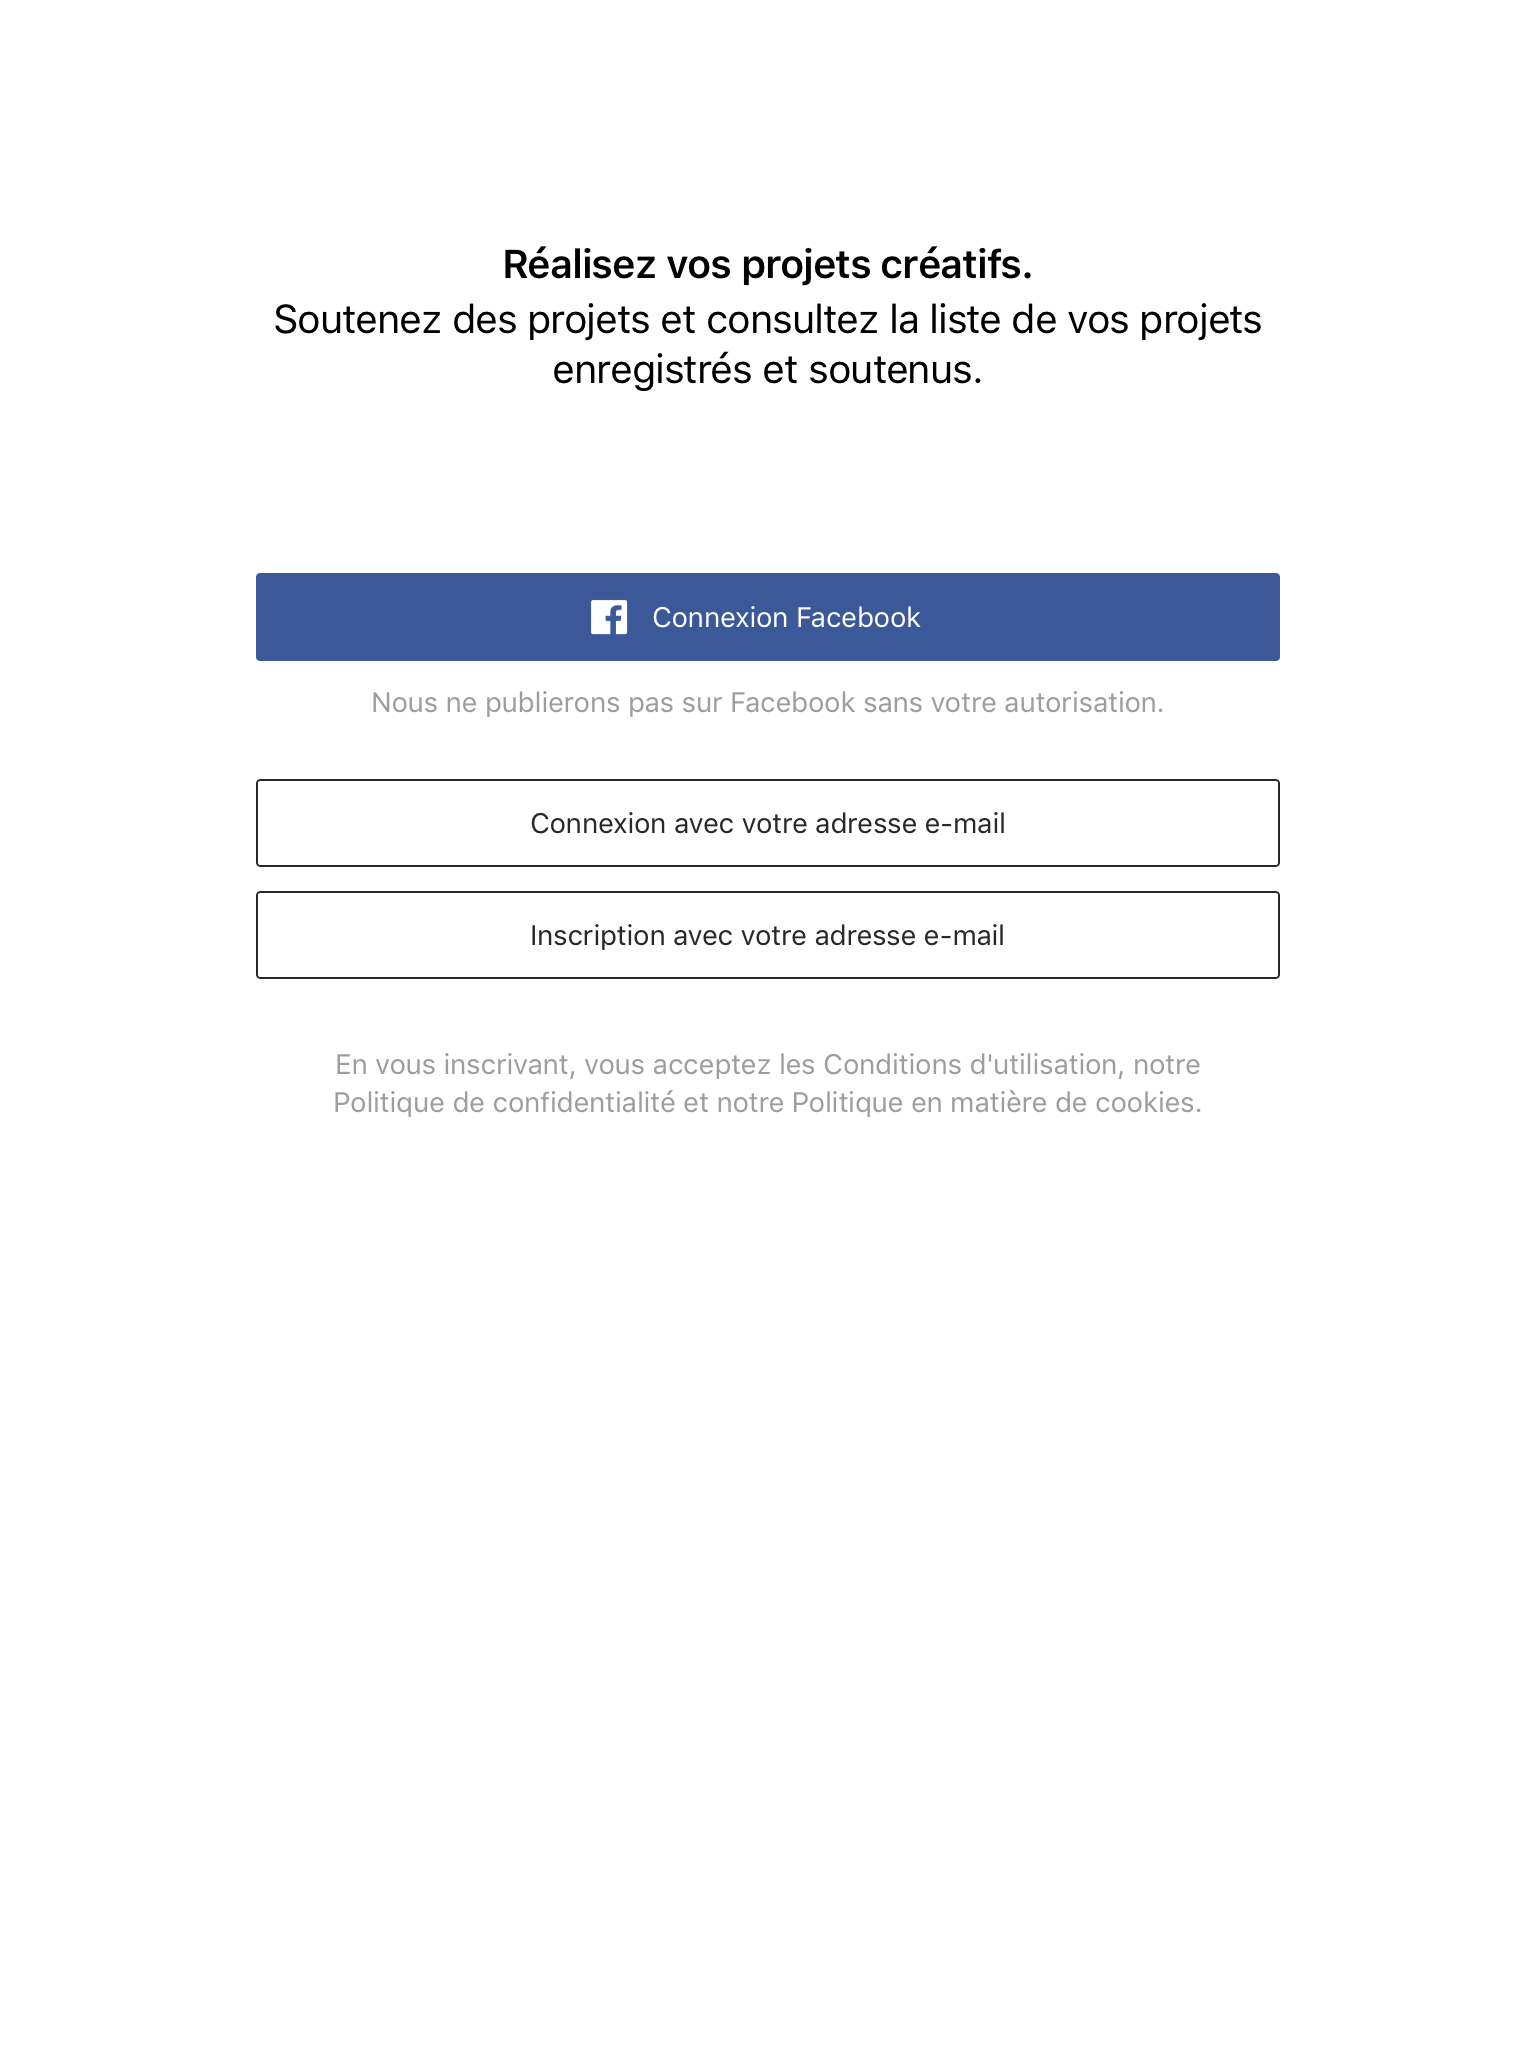 Réalisez vos projets créatifs.
Soutenez des projets et consultez la liste de vos projets
enregistrés et soutenus.
Connexion Facebook
Nous ne publierons pas sur Facebook sans votre autorisation.
Connexion avec votre adresse e-mail
Inscription avec votre adresse e-mail
En vous inscrivant, vous acceptez les Conditions d'utilisation, notre
Politique de confidentialité et notre Politique en matière de cookies.